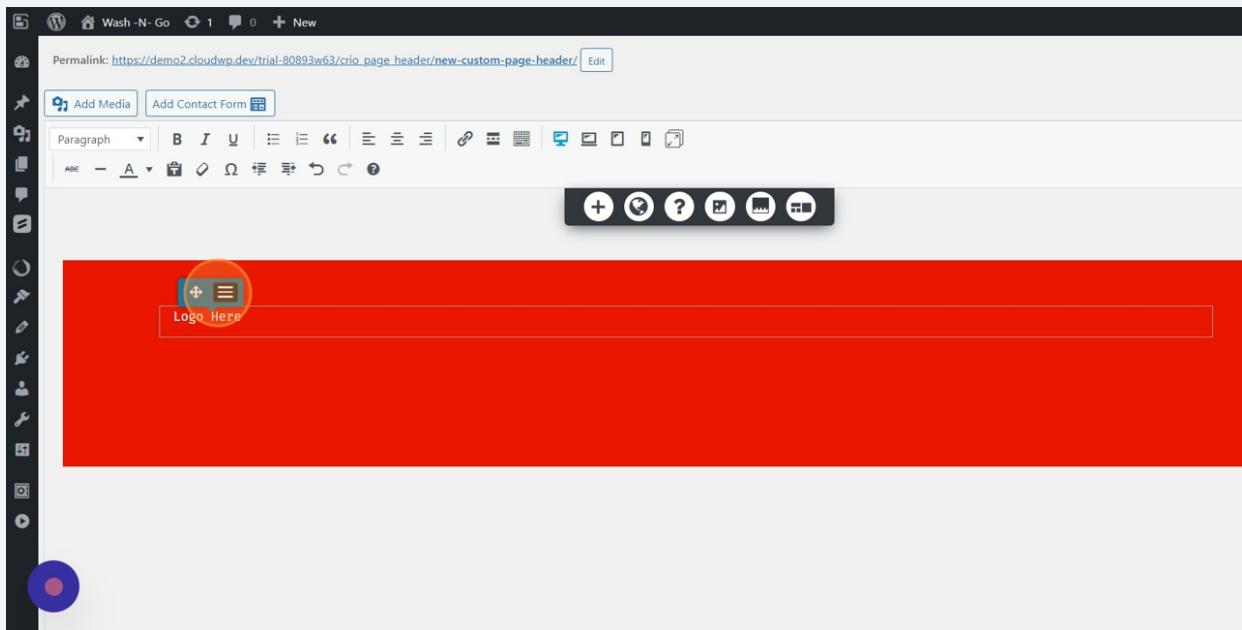 Wash -N- Go 1 0 New
Permalink: https://demo2.cloudwp.dev/trial-80893w63/crio_page_header/new-custom-page-header/ Edit
Add Media Add Contact Form
Paragraph B I U
ABC A Ω
Logo Here